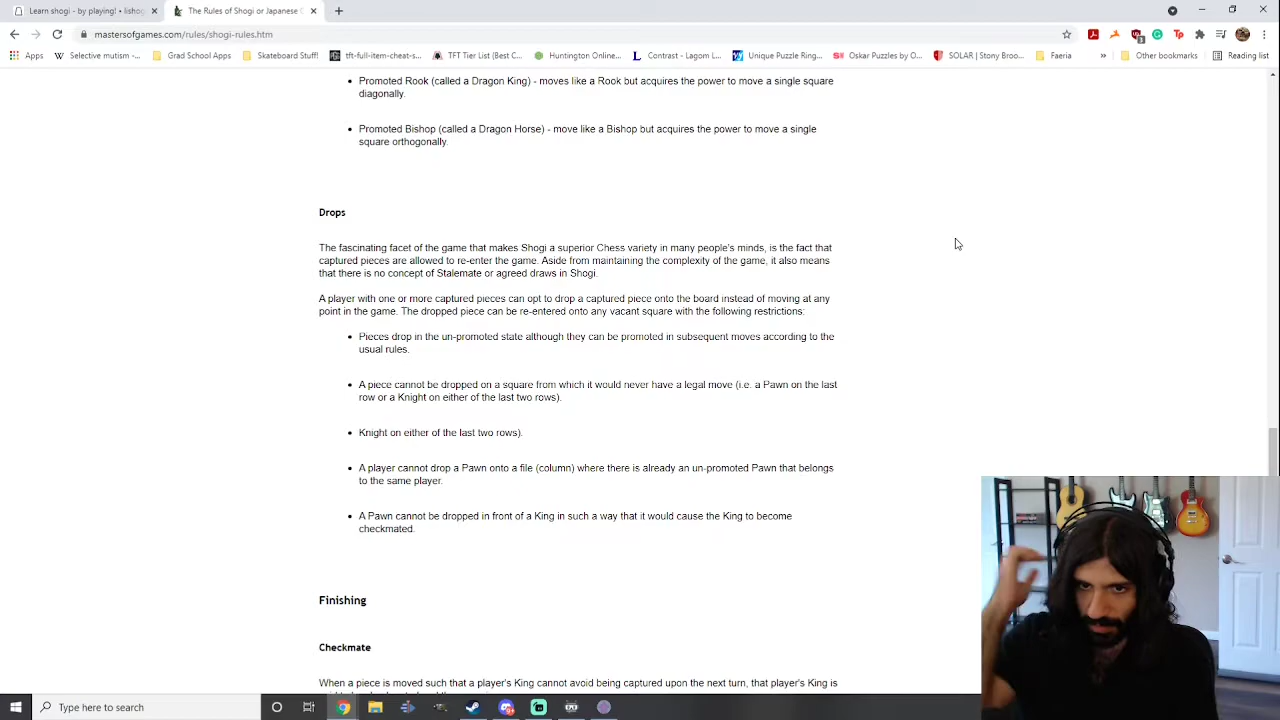 Learn shogi - by playing! • lishog
The Rules of Shogi or Japanese C
mastersofgames.com/rules/shogi-rules.htm
Apps
Selective mutism -...
Grad School Apps
Skateboard Stuff!
tft-full-item-cheat-s...
TFT Tier List (Best C...
Huntington Online...
Contrast - Lagom L...
Unique Puzzle Ring...
Oskar Puzzles by O...
SOLAR | Stony Broo...
Faeria
»
Other bookmarks
Reading list
• Promoted Rook (called a Dragon King) - moves like a Rook but acquires the power to move a single square
diagonally.
• Promoted Bishop (called a Dragon Horse) - move like a Bishop but acquires the power to move a single
square orthogonally.
Drops
The fascinating facet of the game that makes Shogi a superior Chess variety in many people's minds, is the fact that
captured pieces are allowed to re-enter the game. Aside from maintaining the complexity of the game, it also means
that there is no concept of Stalemate or agreed draws in Shogi.
A player with one or more captured pieces can opt to drop a captured piece onto the board instead of moving at any
point in the game. The dropped piece can be re-entered onto any vacant square with the following restrictions:
• Pieces drop in the un-promoted state although they can be promoted in subsequent moves according to the
usual rules.
• A piece cannot be dropped on a square from which it would never have a legal move (i.e. a Pawn on the last
row or a Knight on either of the last two rows).
• Knight on either of the last two rows).
• A player cannot drop a Pawn onto a file (column) where there is already an un-promoted Pawn that belongs
to the same player.
• A Pawn cannot be dropped in front of a King in such a way that it would cause the King to become
checkmated.
Finishing
Checkmate
When a piece is moved such that a player's King cannot avoid being captured upon the next turn, that player's King is
Type here to search